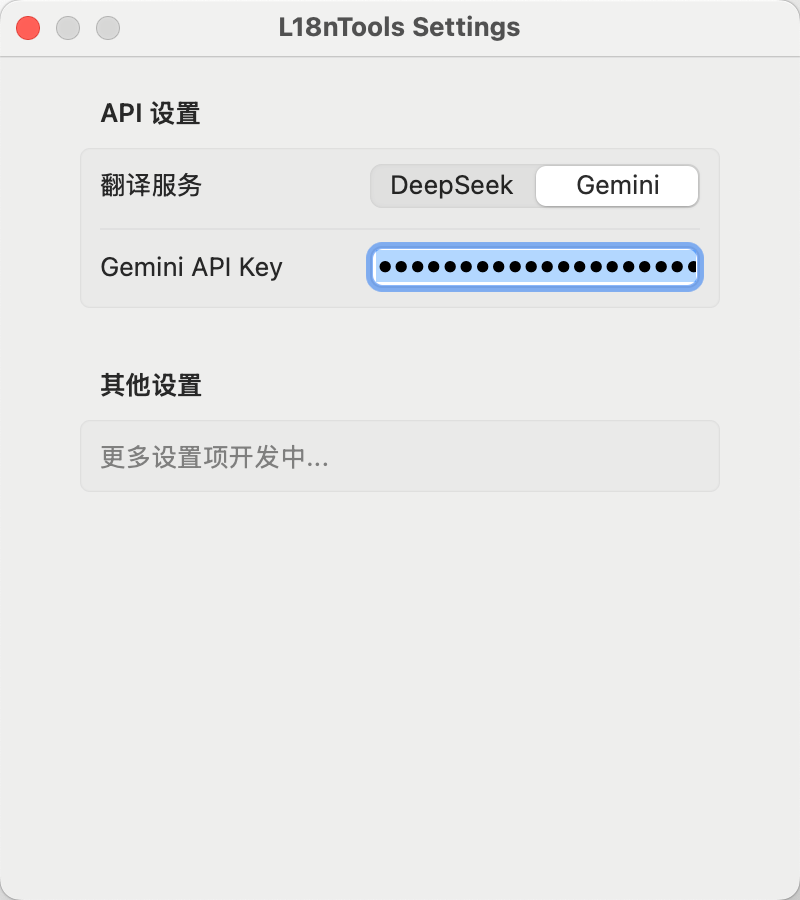 L18nTools Settings
API 设置
翻译服务 DeepSeek Gemini
Gemini API Key
其他设置
更多设置项开发中...